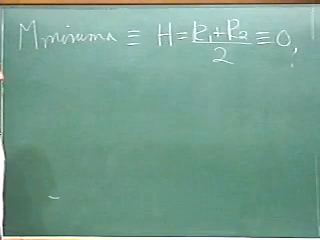 M mínima ≡ H = k₁ + k₂ / 2 ≡ 0,